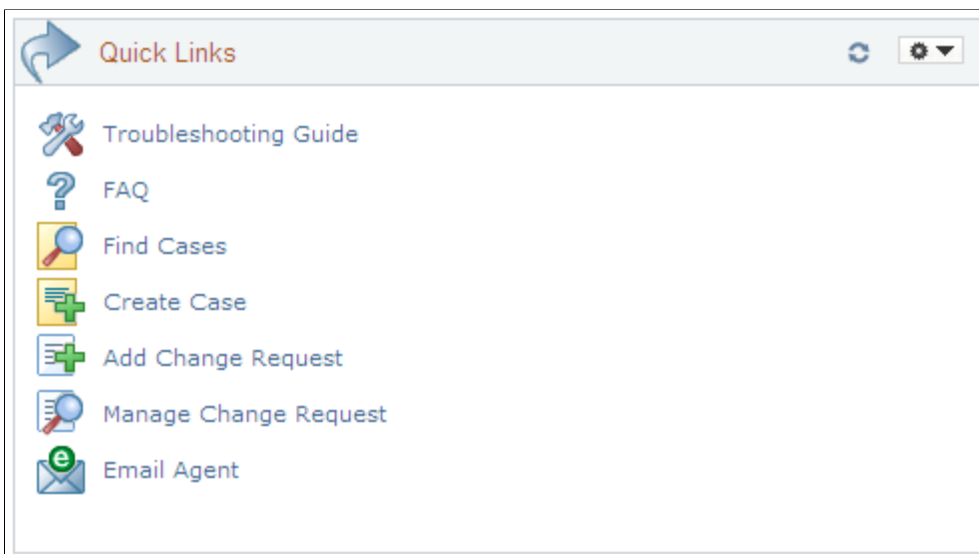 Quick Links
Troubleshooting Guide
FAQ
Find Cases
Create Case
Add Change Request
Manage Change Request
e
Email Agent